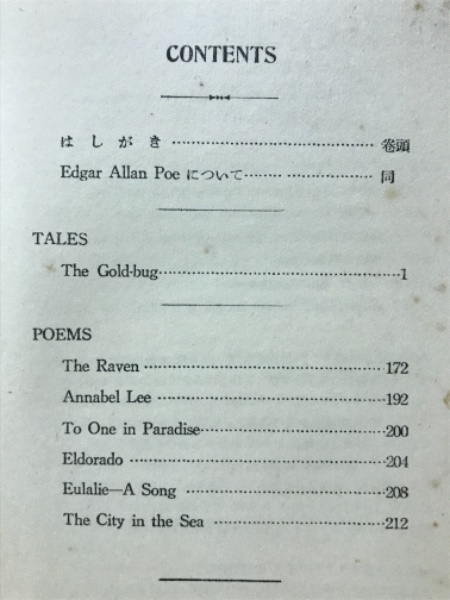 CONTENTS
はしがき……………………………………巻頭
Edgar Allan Poe について…………………同
TALES
The Gold-bug……………………………………1
POEMS
The Raven……………………………………172
Annabel Lee……………………………………192
To One in Paradise……………………………200
Eldorado……………………………………204
Eulalie—A Song……………………………208
The City in the Sea……………………………212